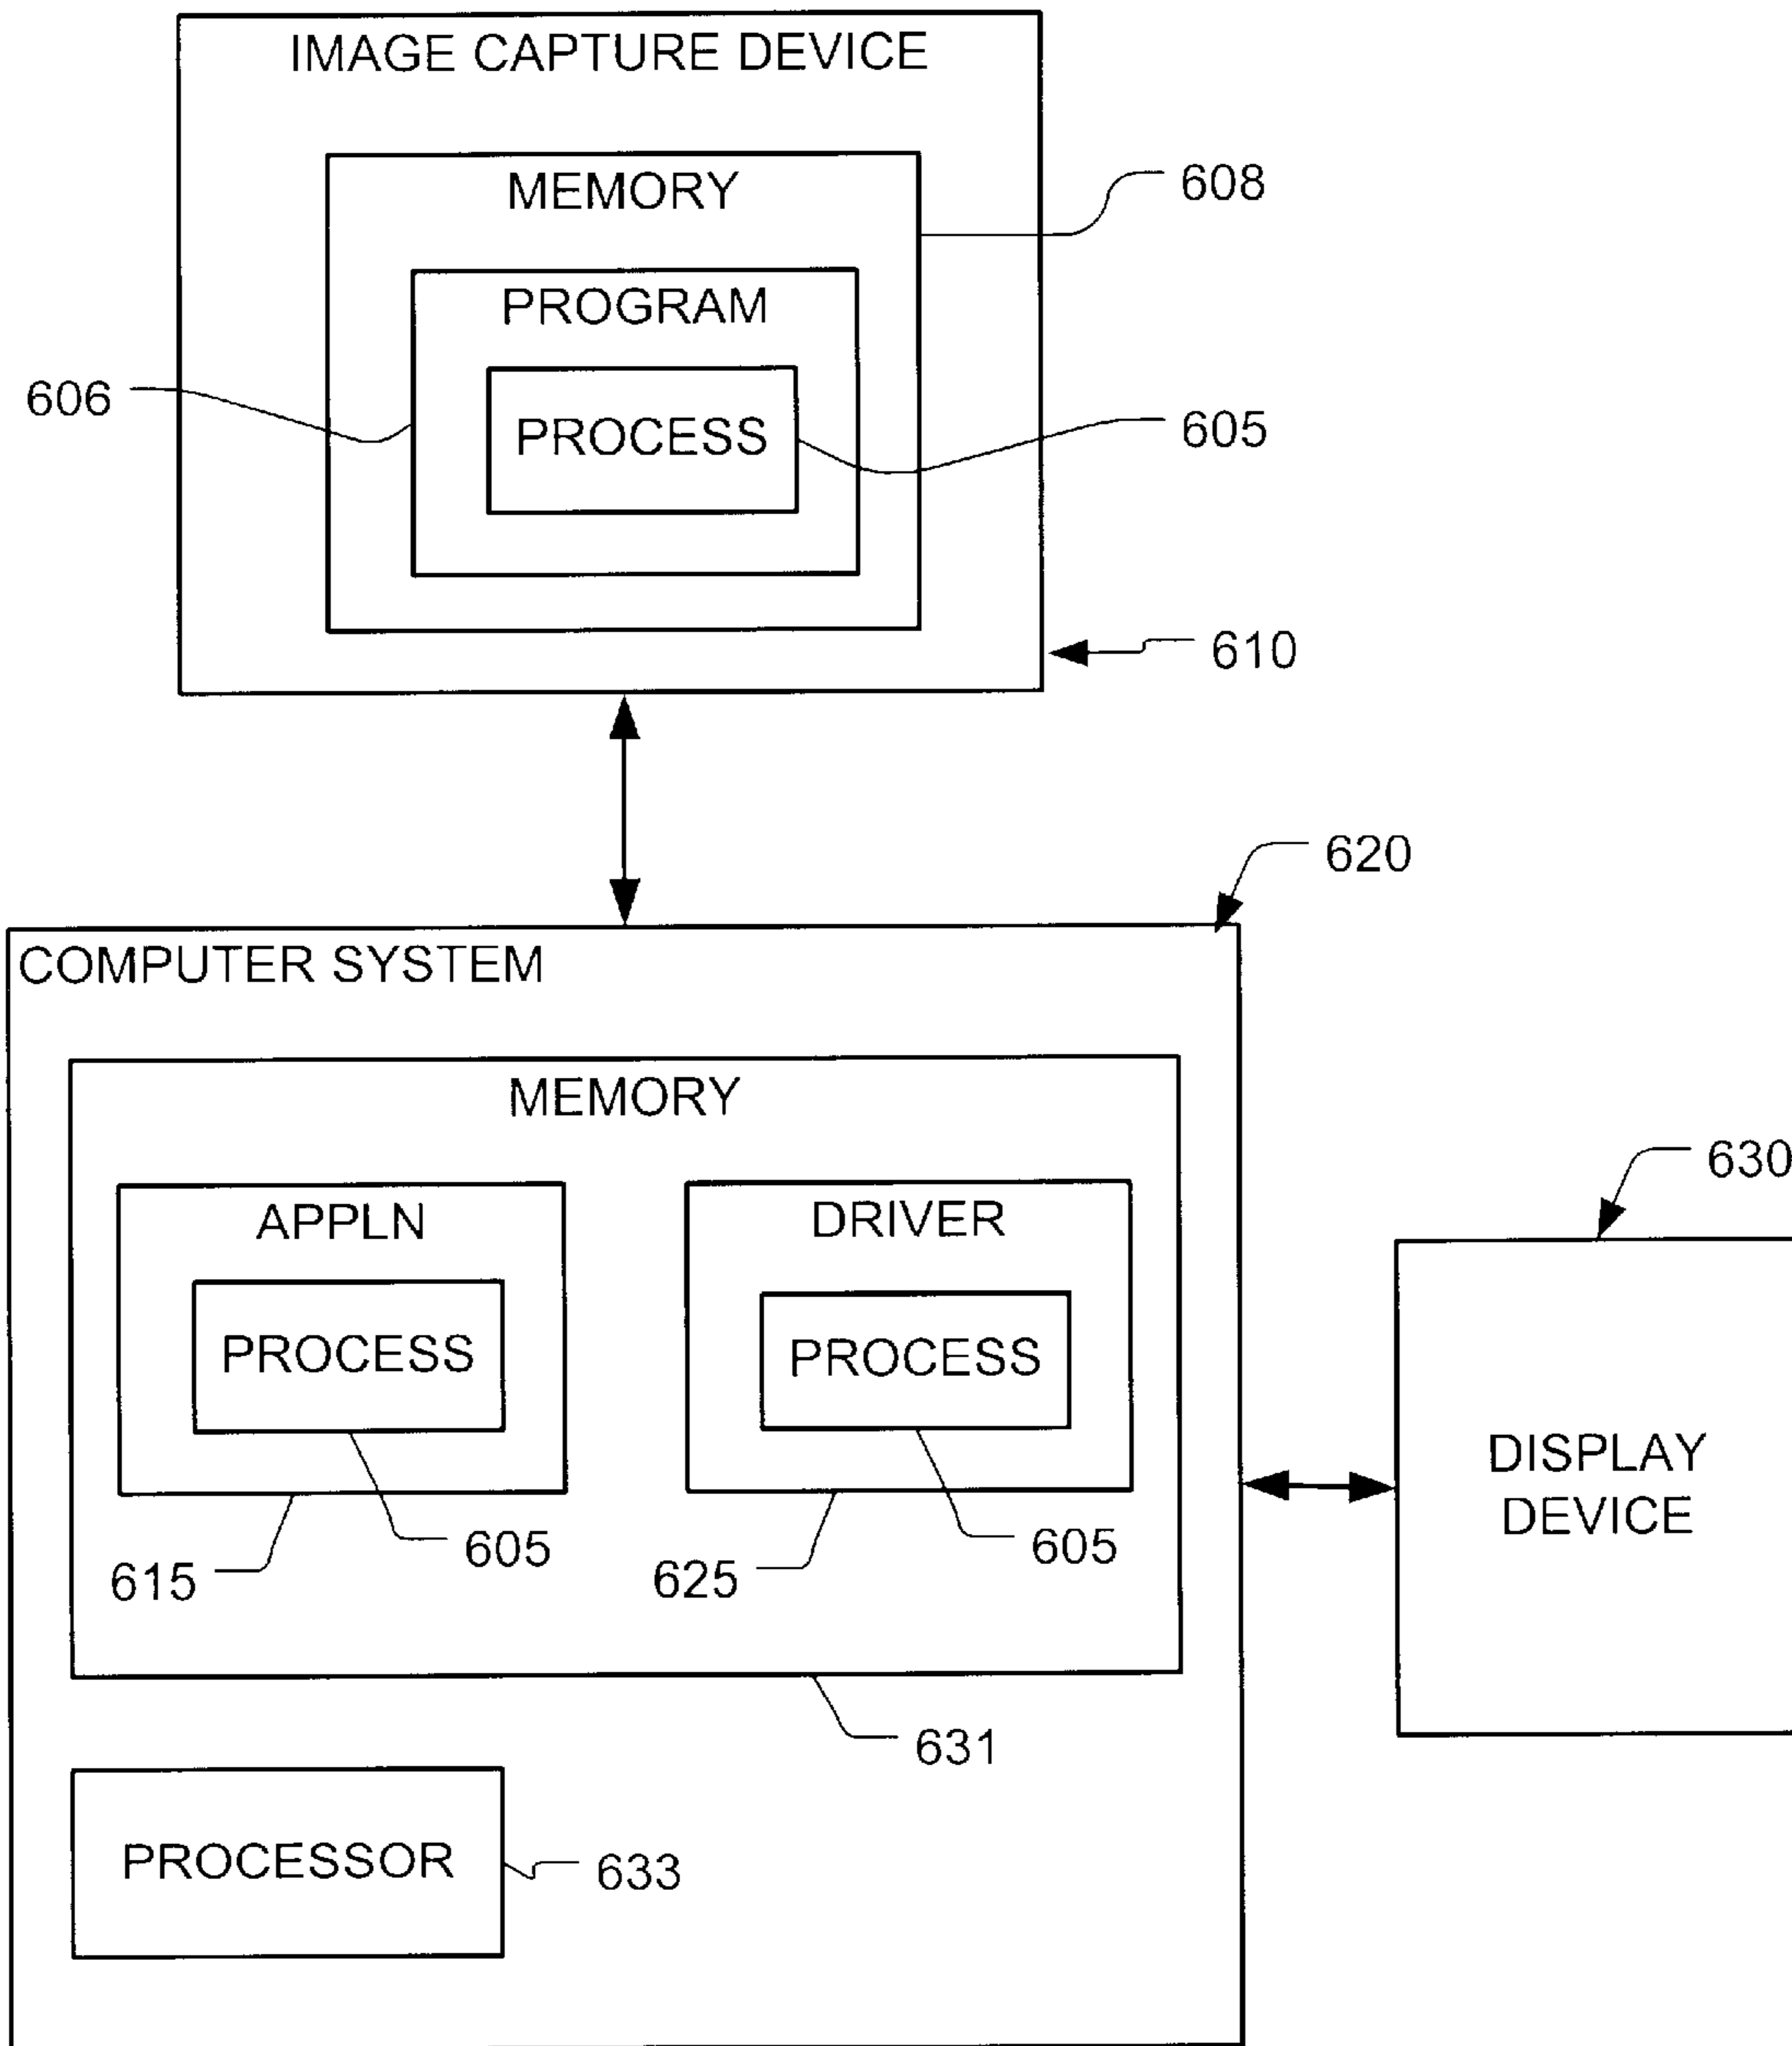 IMAGE CAPTURE DEVICE
MEMORY
608
PROGRAM
606
PROCESS
605
610
620
COMPUTER SYSTEM
MEMORY
630
APPLN
DRIVER
PROCESS
PROCESS
DISPLAY
DEVICE
605
605
615
625
631
PROCESSOR
633